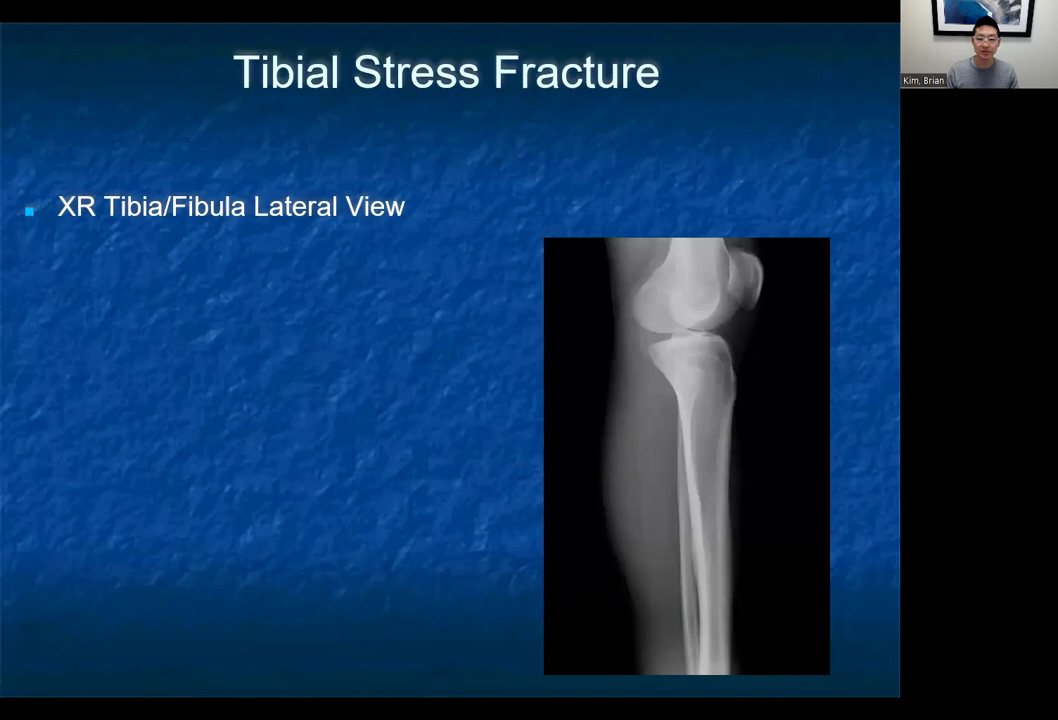 Tibial Stress Fracture
XR Tibia/Fibula Lateral View
Kim, Brian